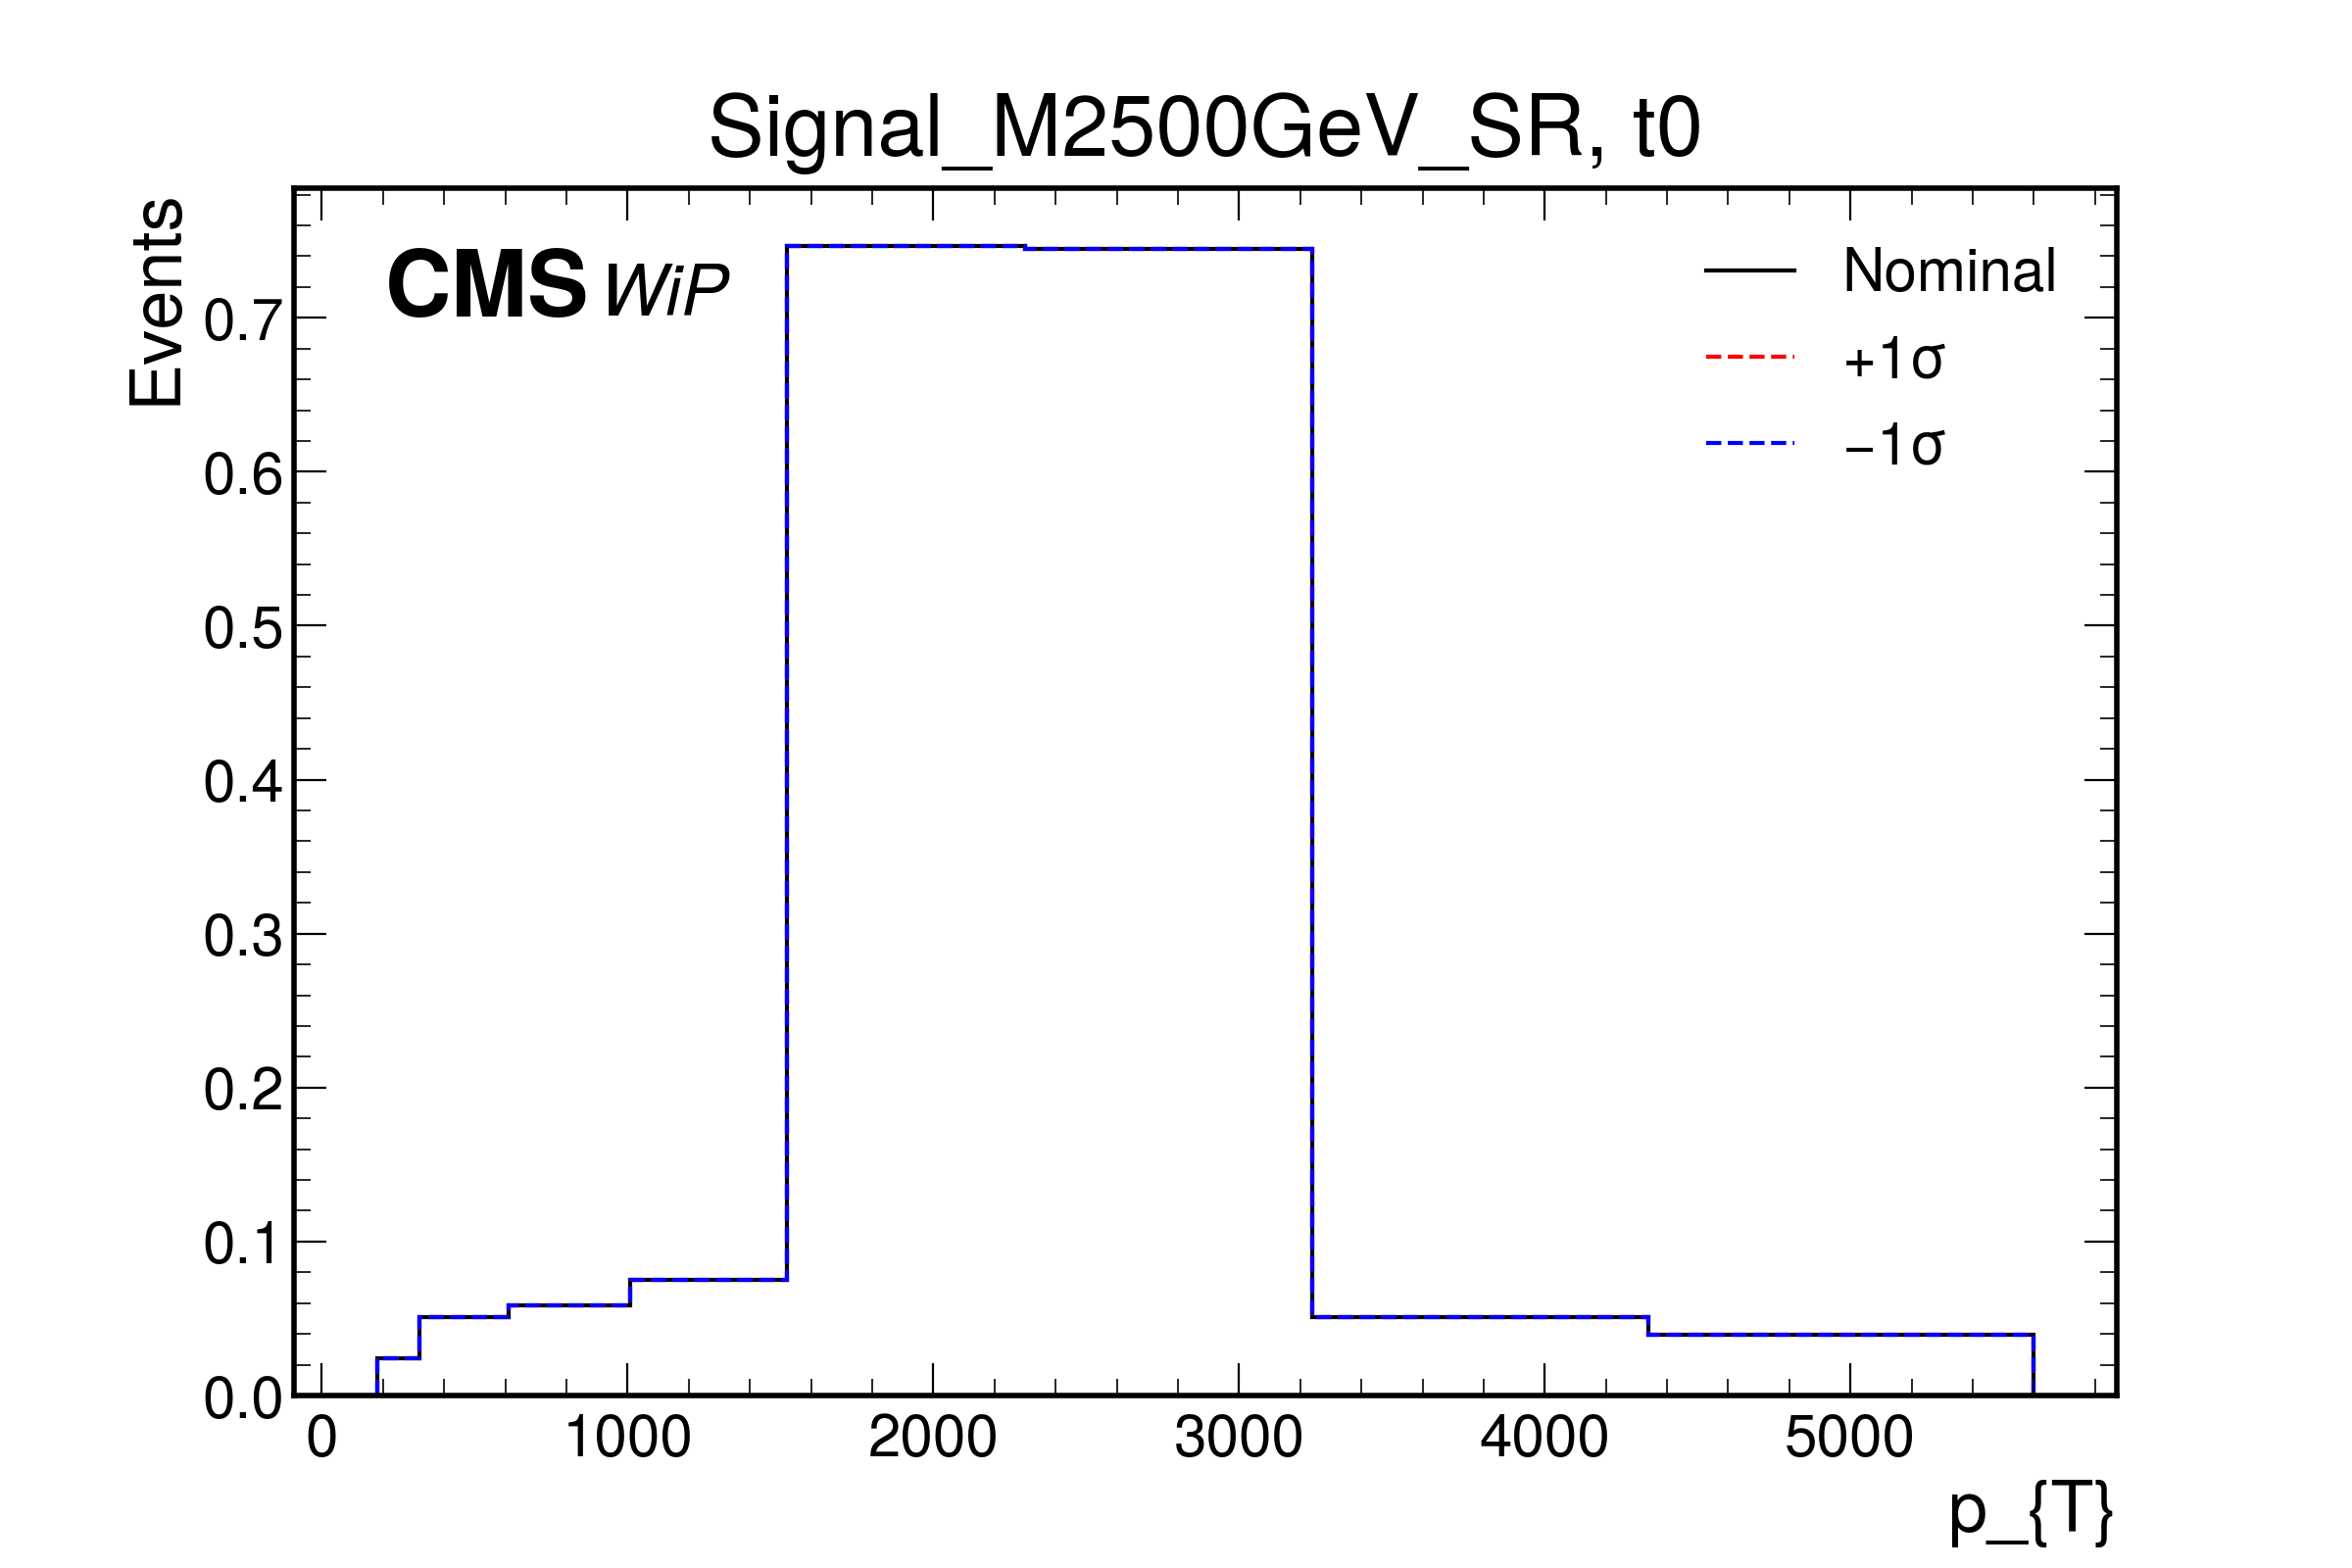 Signal_M2500GeV_SR, t0
Events
CMS WiP
Nominal
+1σ
−1σ
0.7
0.6
0.5
0.4
0.3
0.2
0.1
0.0
0 1000 2000 3000 4000 5000
p_{T}